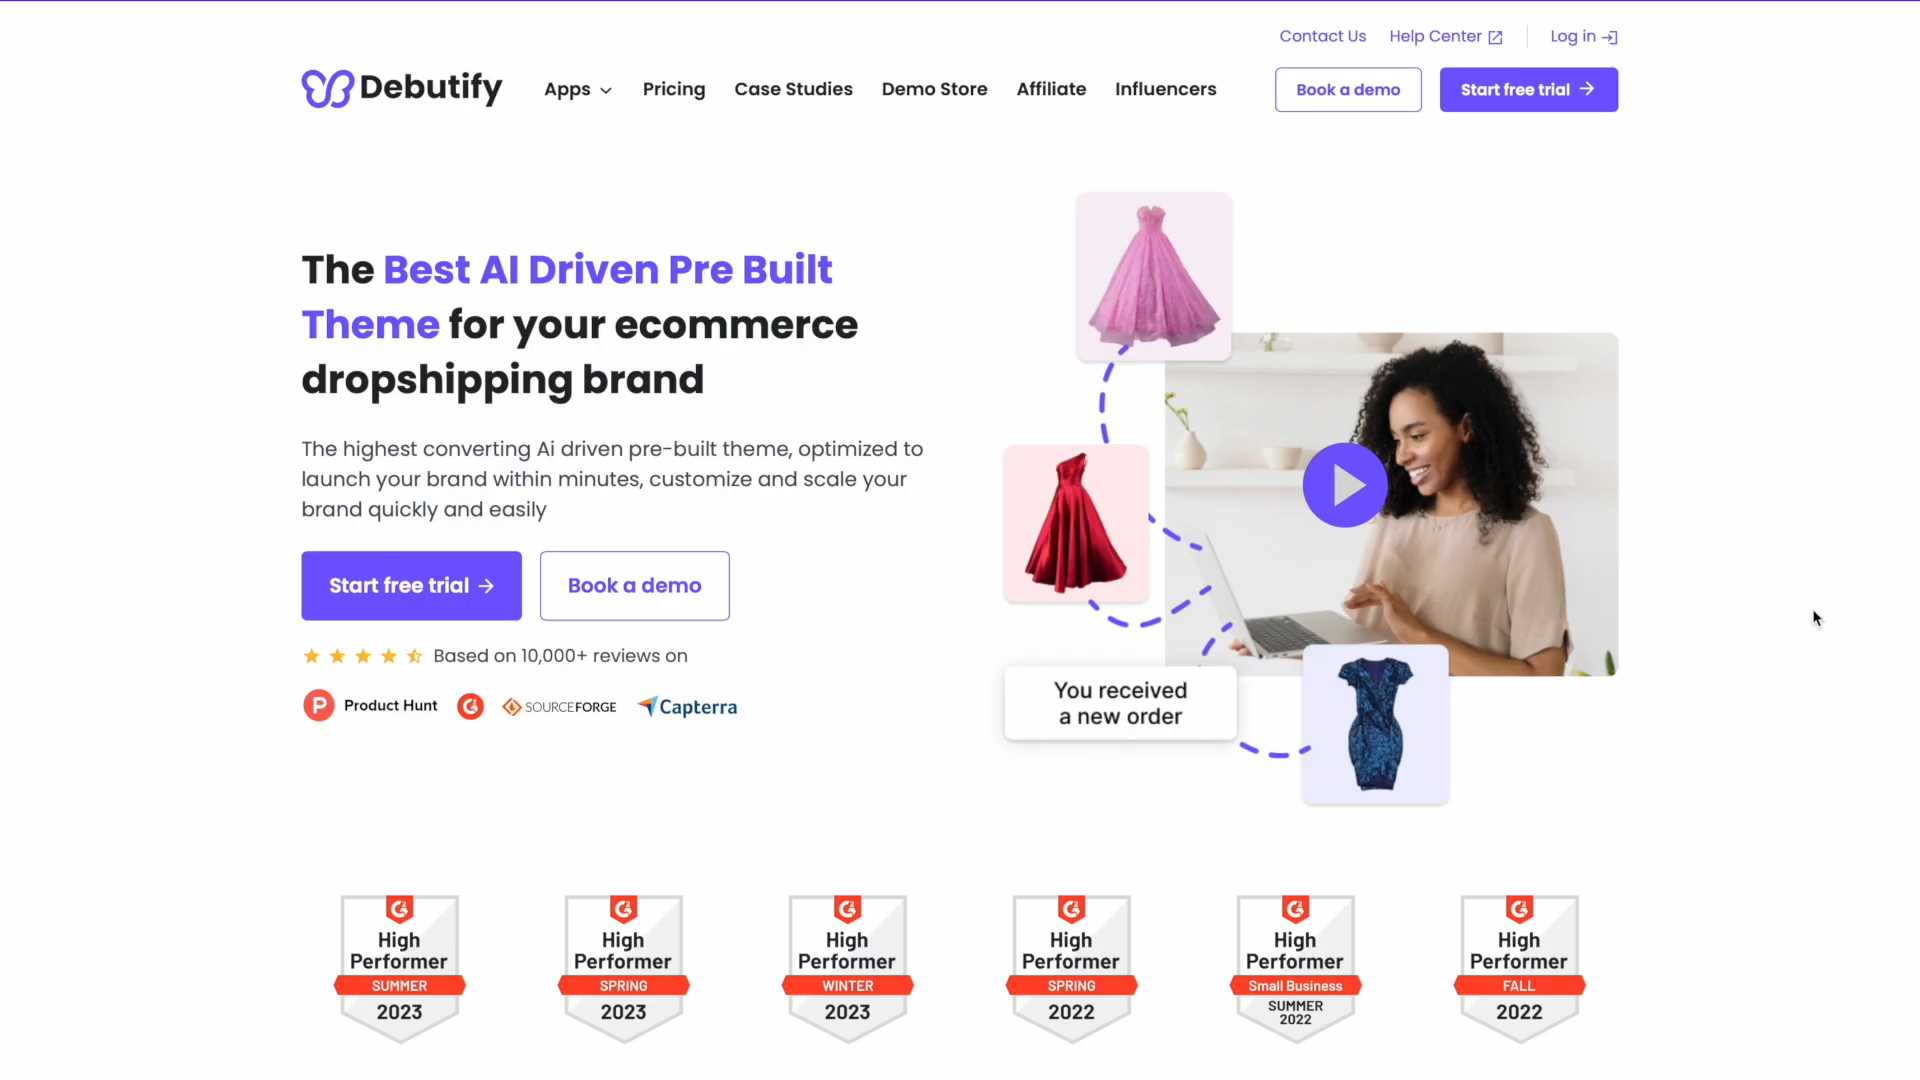 Contact Us Help Center Log in
Debutify Apps Pricing Case Studies Demo Store Affiliate Influencers Book a demo Start free trial
The Best AI Driven Pre Built
Theme for your ecommerce
dropshipping brand
The highest converting Ai driven pre-built theme, optimized to
launch your brand within minutes, customize and scale your
brand quickly and easily
Start free trial Book a demo
Based on 10,000+ reviews on
Product Hunt SOURCEFORGE Capterra
You received
a new order
High
Performer
SUMMER
2023
High
Performer
SPRING
2023
High
Performer
WINTER
2023
High
Performer
SPRING
2022
High
Performer
Small Business
SUMMER
2022
High
Performer
FALL
2022